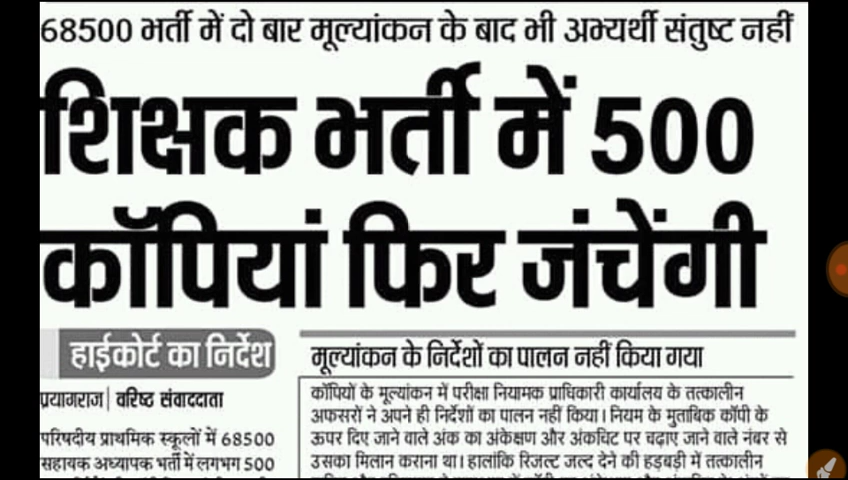 68500 भर्ती में दो बार मूल्यांकन के बाद भी अभ्यर्थी संतुष्ट नहीं
शिक्षक भर्ती में 500
कॉपियां फिर जंचेंगी
हाईकोर्ट का निर्देश
प्रयागराज | वरिष्ठ संवाददाता
परिषदीय प्राथमिक स्कूलों में 68500
सहायक अध्यापक भर्ती में लगभग 500
मूल्यांकन के निर्देशों का पालन नहीं किया गया
कॉपियों के मूल्यांकन में परीक्षा नियामक प्राधिकारी कार्यालय के तत्कालीन
अफसरों ने अपने ही निर्देशों का पालन नहीं किया। नियम के मुताबिक कॉपी के
ऊपर दिए जाने वाले अंक का अंकेक्षण और अंकचिट पर चढ़ाए जाने वाले नंबर से
उसका मिलान कराना था। हालांकि रिजल्ट जल्द देने की हड़बड़ी में तत्कालीन